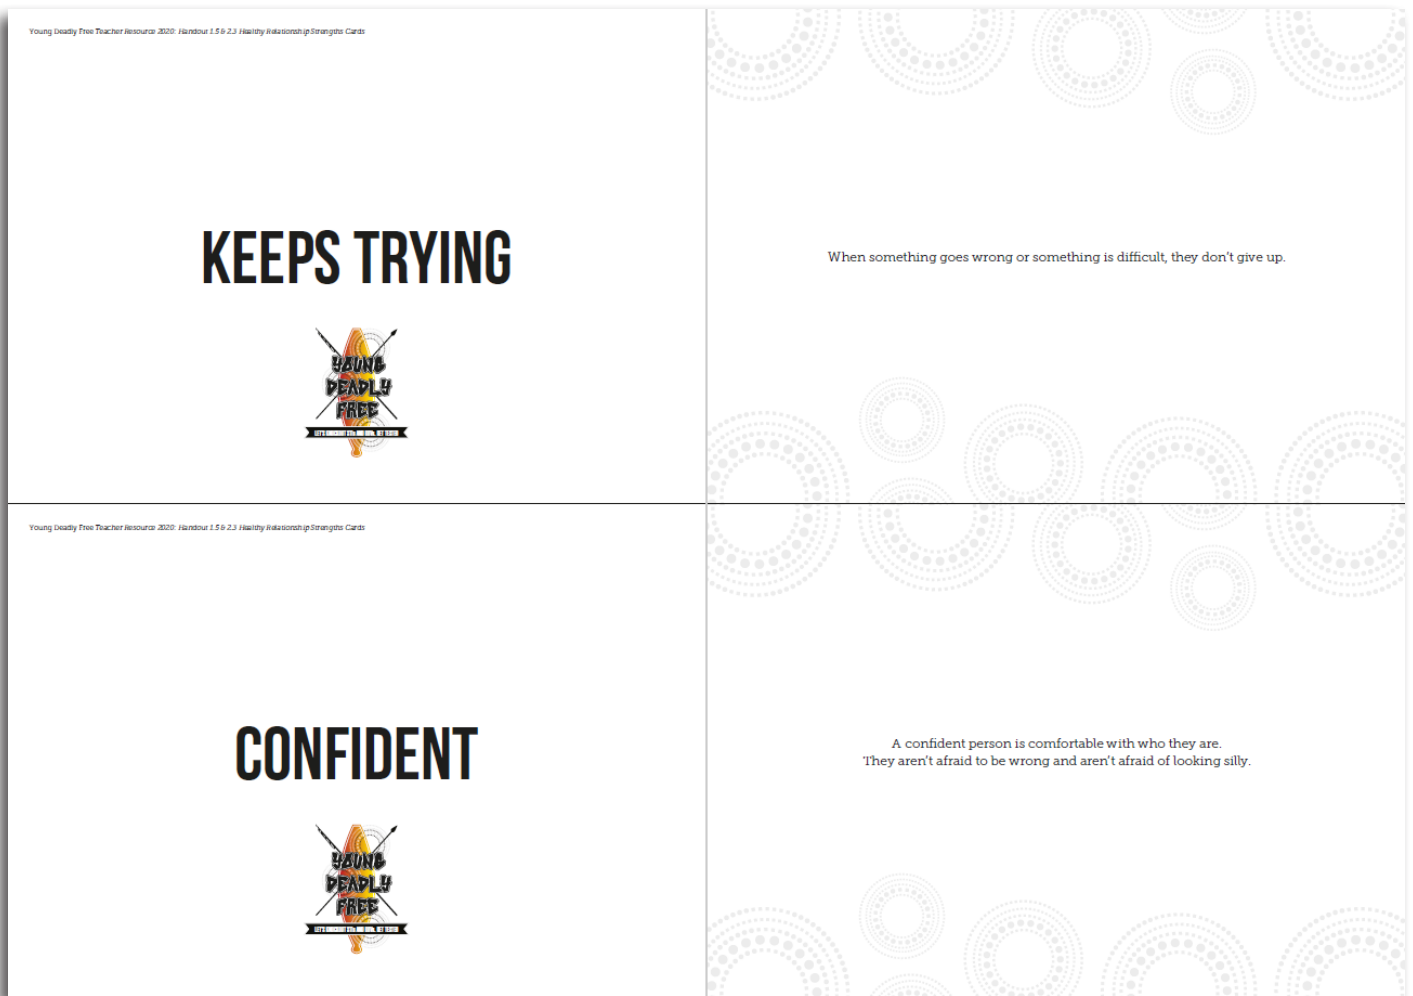 Young Deadly Free Teacher Resource 2020: Handout 1.5 & 2.3 Healthy Relationship Strengths Cards
KEEPS TRYING
YOUNG
DEADLY
FREE
When something goes wrong or something is difficult, they don't give up.
Young Deadly Free Teacher Resource 2020: Handout 1.5 & 2.3 Healthy Relationship Strengths Cards
CONFIDENT
YOUNG
DEADLY
FREE
A confident person is comfortable with who they are.
They aren't afraid to be wrong and aren't afraid of looking silly.